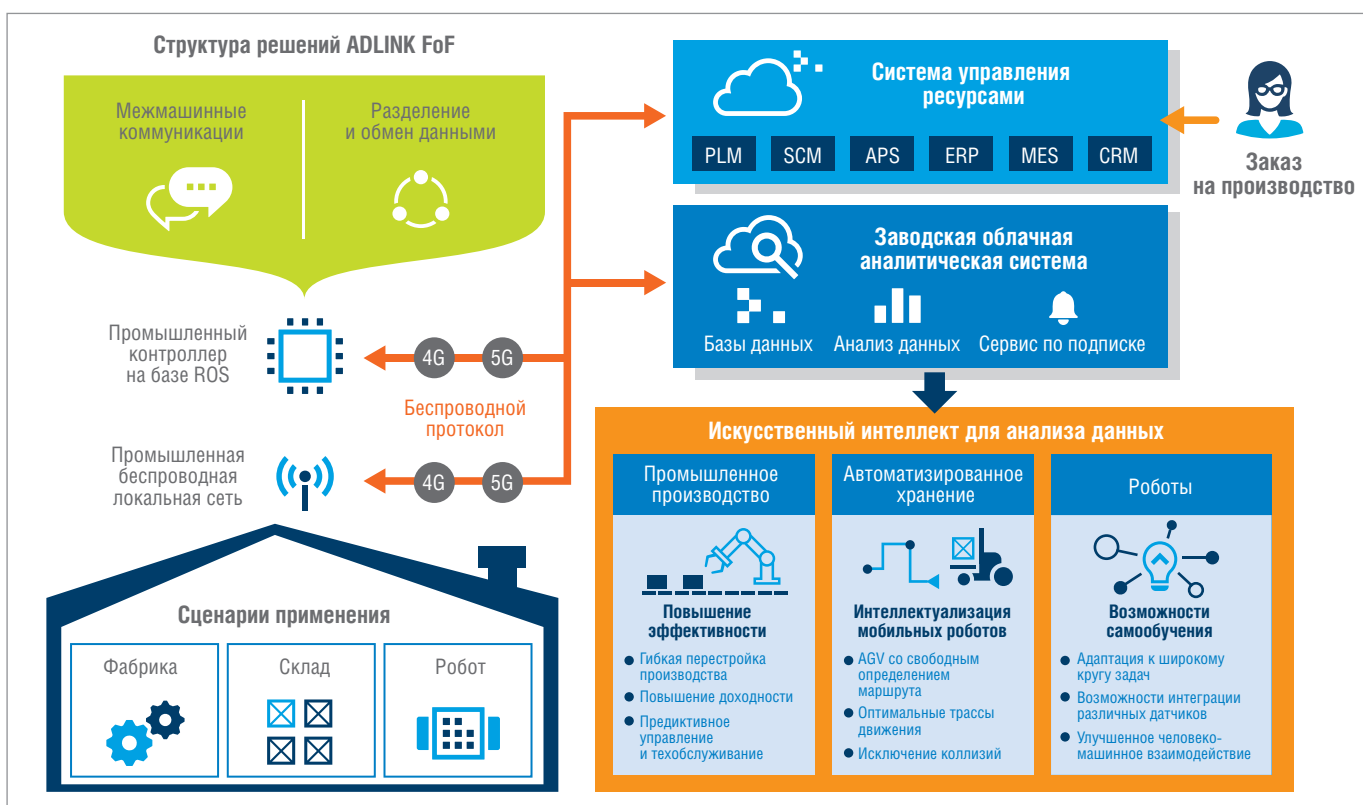 Структура решений ADLINK FoF
Межмашинные
коммуникации
Разделение
и обмен данными
Промышленный
контроллер
на базе ROS
4G
5G
Беспроводной
протокол
Промышленная
беспроводная
локальная сеть
4G
5G
Сценарии применения
Фабрика
Склад
Робот
Система управления
ресурсами
PLM
SCM
APS
ERP
MES
CRM
Заказ
на производство
Заводская облачная
аналитическая система
Базы данных
Анализ данных
Сервис по подписке
Искусственный интеллект для анализа данных
Промышленное
производство
Повышение
эффективности
● Гибкая перестройка
производства
● Повышение доходности
● Предиктивное
управление
и техобслуживание
Автоматизированное
хранение
Интеллектуализация
мобильных роботов
● AGV со свободным
определением
маршрута
● Оптимальные трассы
движения
● Исключение коллизий
Роботы
Возможности
самообучения
● Адаптация к широкому
кругу задач
● Возможности интеграции
различных датчиков
● Улучшенное человеко-
машинное взаимодействие